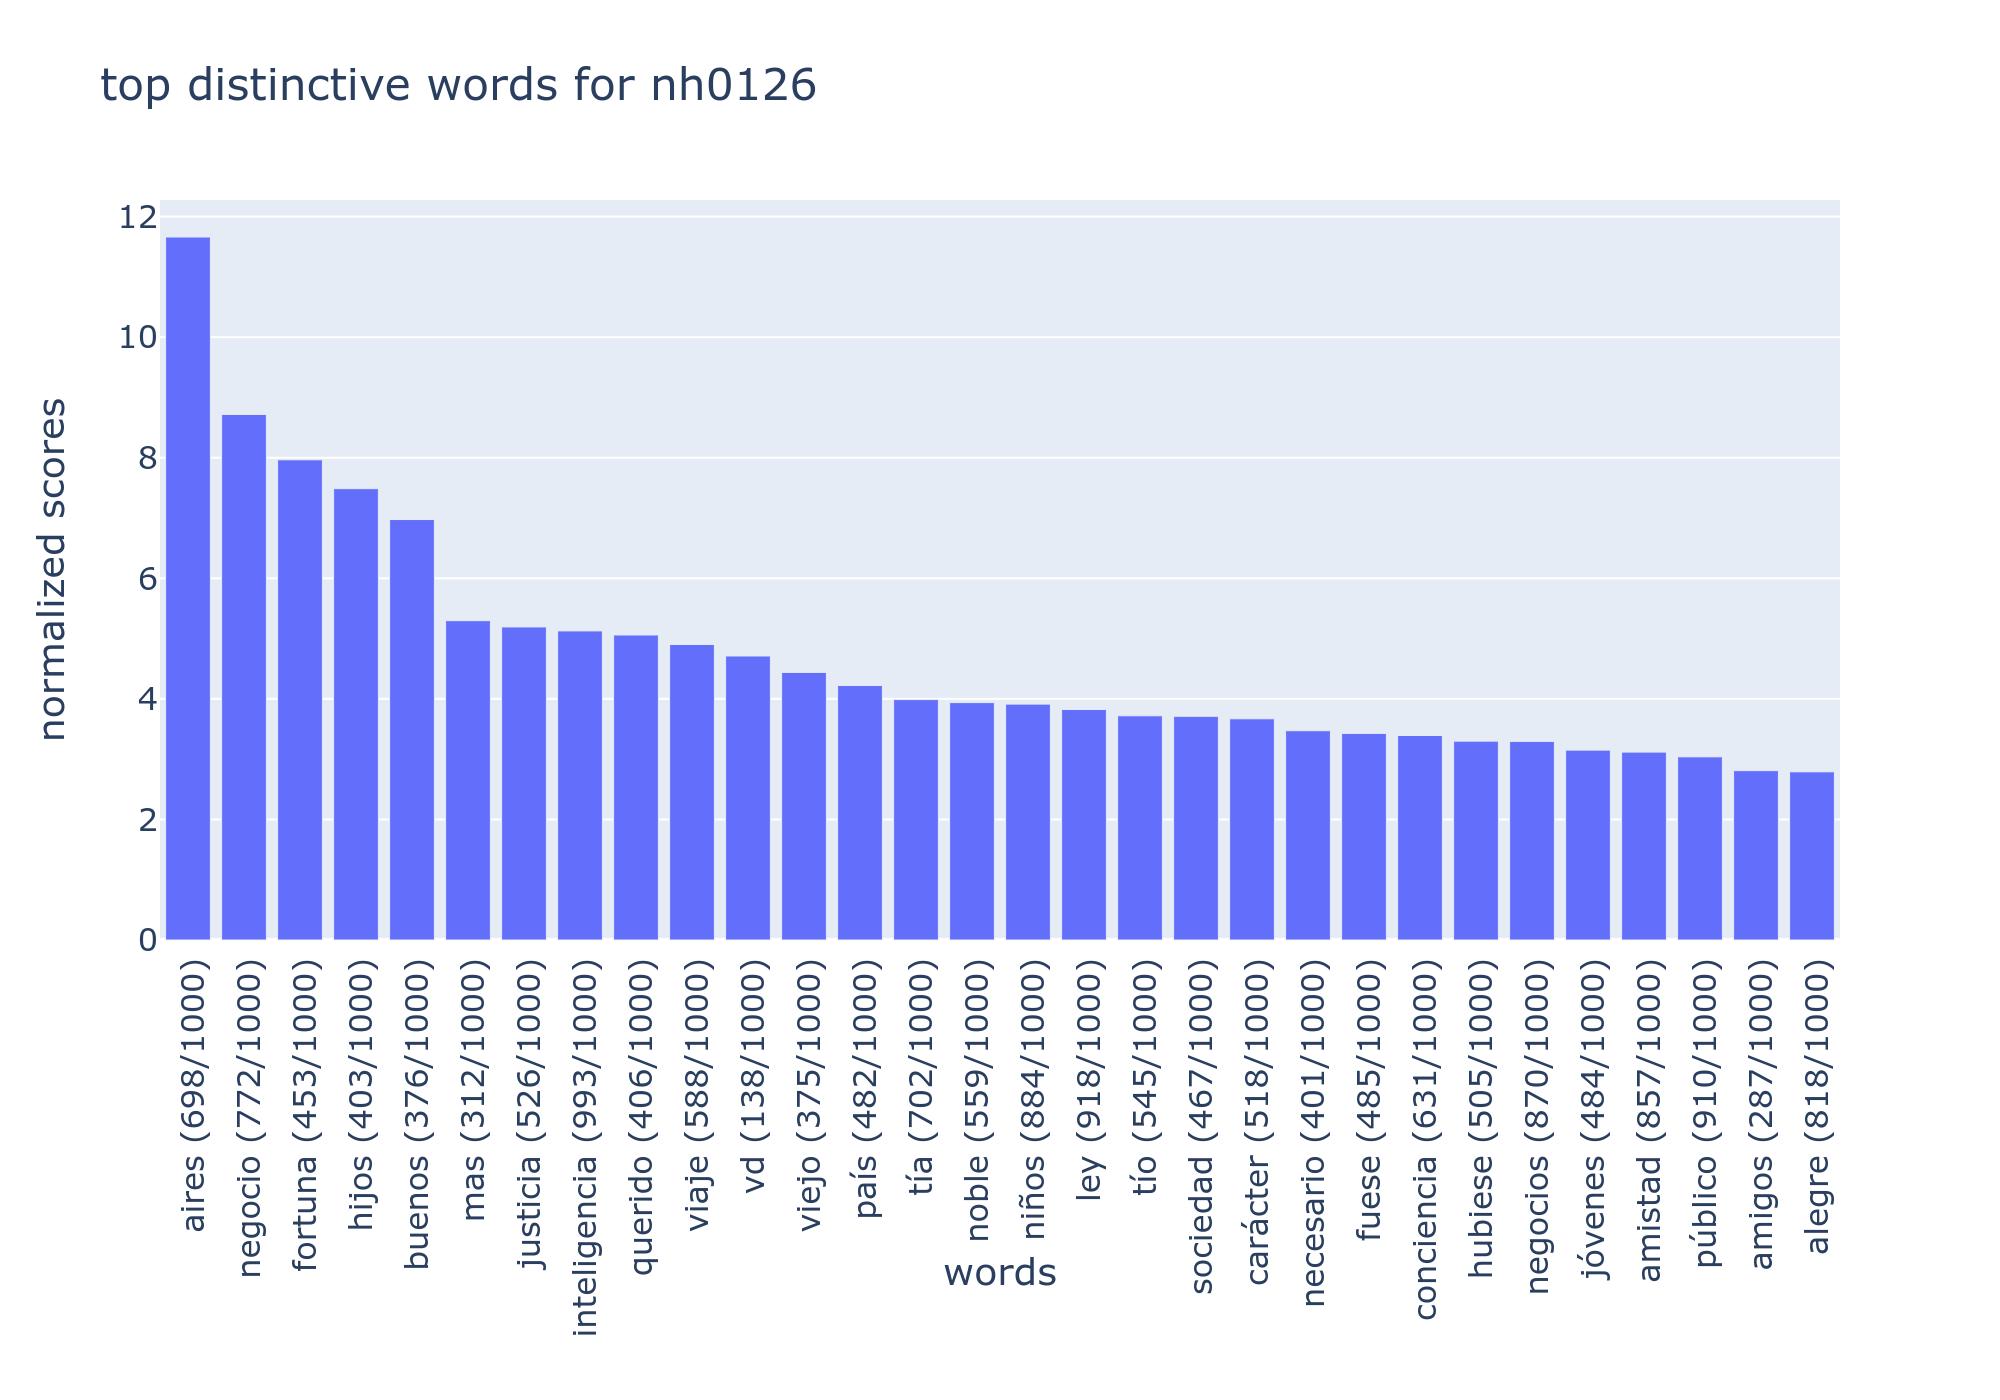 top distinctive words for nh0126
normalized scores
12
10
8
6
4
2
0
aires (698/1000)
negocio (772/1000)
fortuna (453/1000)
hijos (403/1000)
buenos (376/1000)
mas (312/1000)
justicia (526/1000)
inteligencia (993/1000)
querido (406/1000)
viaje (588/1000)
vd (138/1000)
viejo (375/1000)
país (482/1000)
tía (702/1000)
noble (559/1000)
niños (884/1000)
ley (918/1000)
tío (545/1000)
sociedad (467/1000)
carácter (518/1000)
necesario (401/1000)
fuese (485/1000)
conciencia (631/1000)
hubiese (505/1000)
negocios (870/1000)
jóvenes (484/1000)
amistad (857/1000)
público (910/1000)
amigos (287/1000)
alegre (818/1000)
words